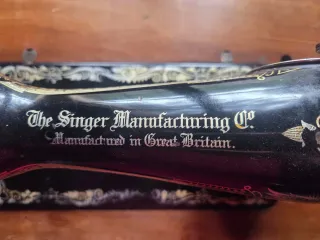 The Singer Manufacturing Co.
Manufactured in Great Britain.